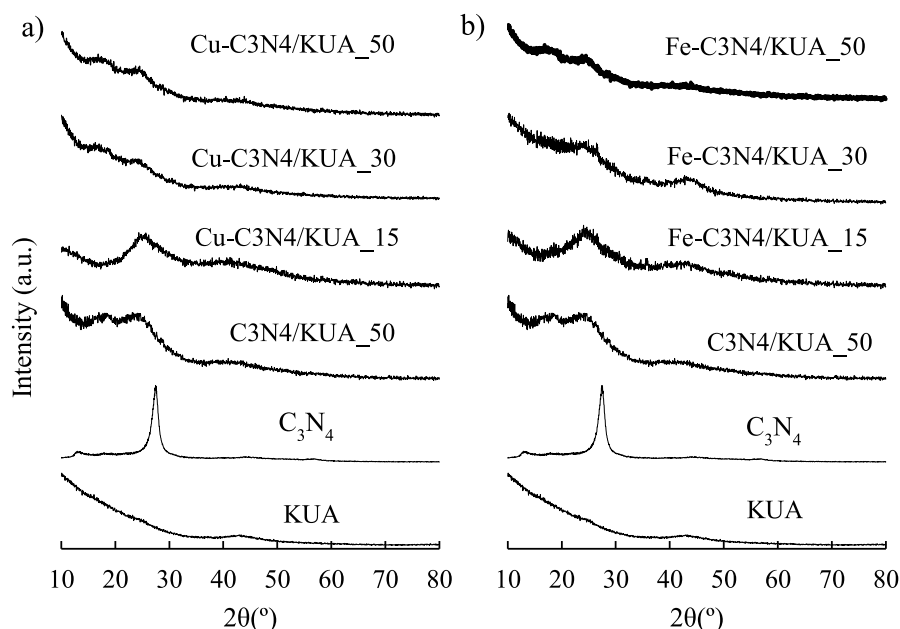 a)
Cu-C3N4/KUA_50
Cu-C3N4/KUA_30
Cu-C3N4/KUA_15
C3N4/KUA_50
C₃N₄
KUA
Intensity (a.u.)
10 20 30 40 50 60 70 80
2θ(º)
b)
Fe-C3N4/KUA_50
Fe-C3N4/KUA_30
Fe-C3N4/KUA_15
C3N4/KUA_50
C₃N₄
KUA
10 20 30 40 50 60 70 80
2θ(º)